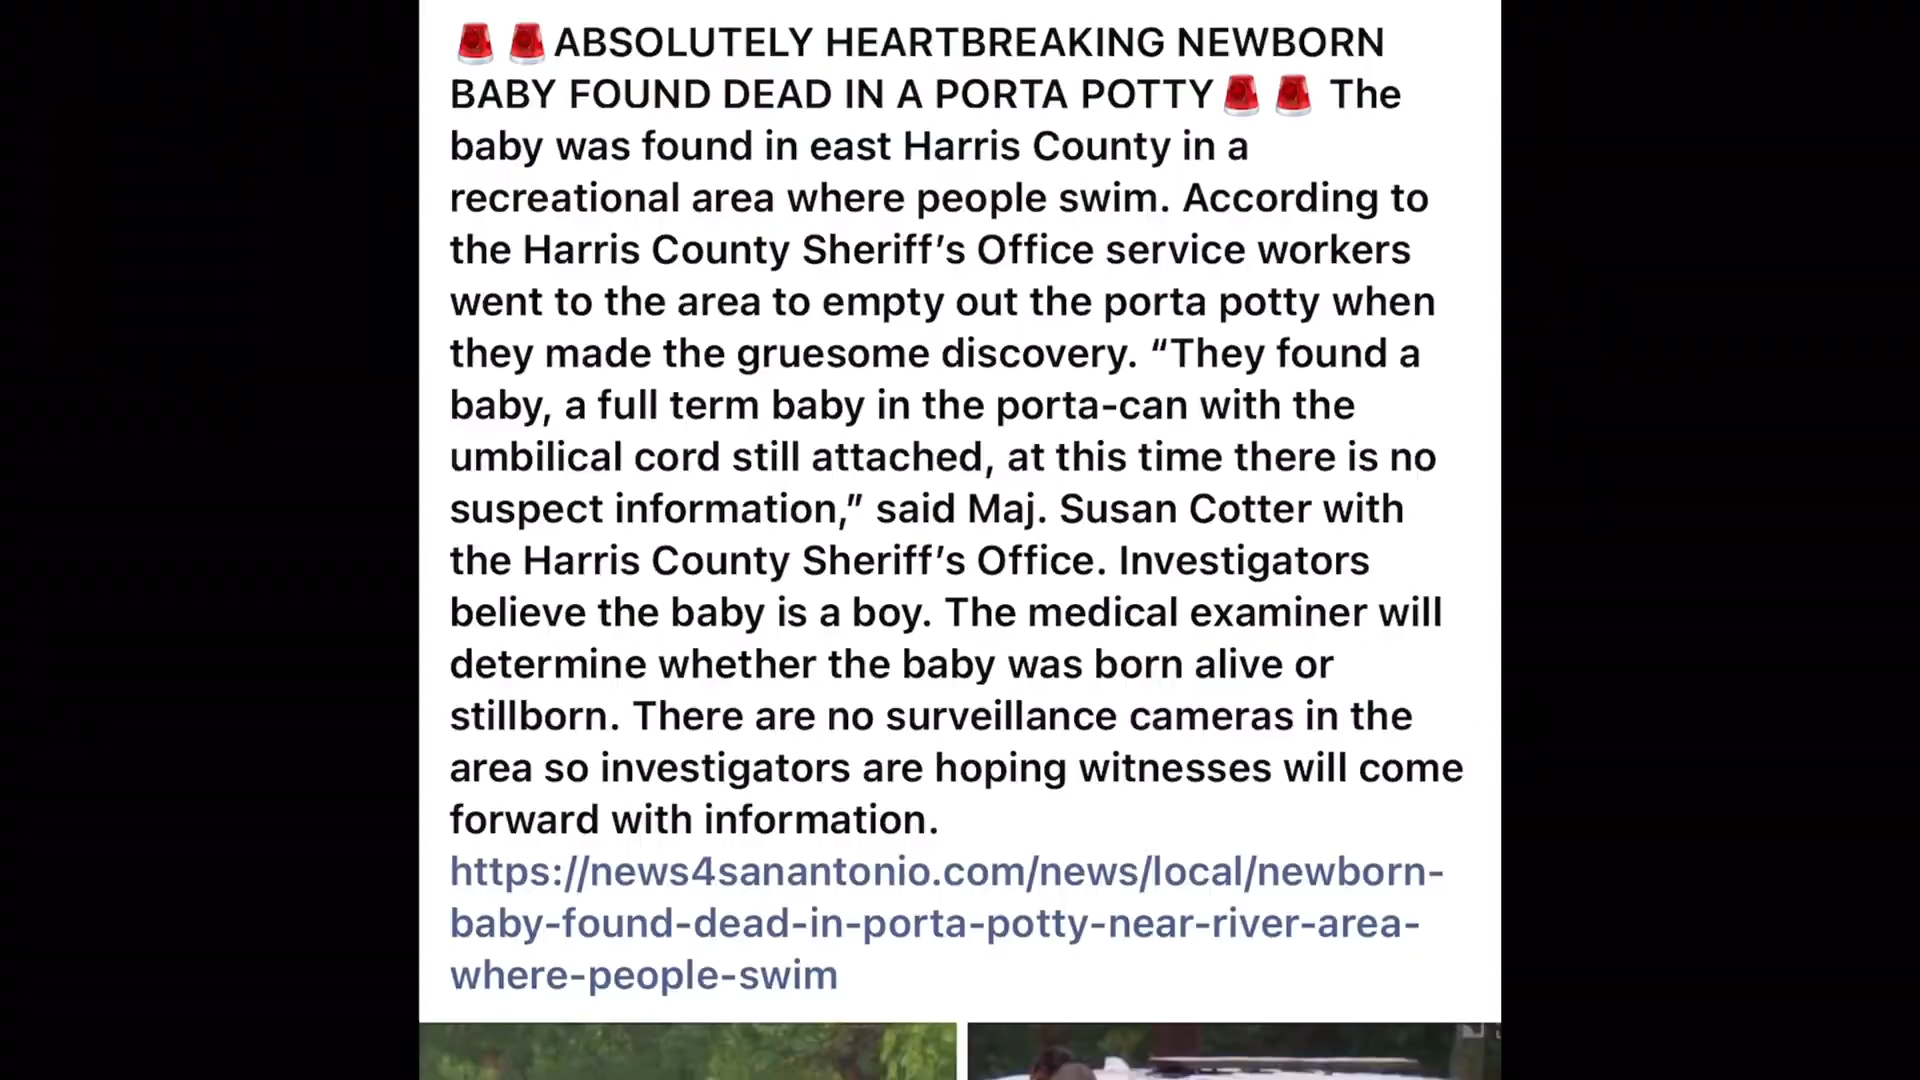 🚨🚨ABSOLUTELY HEARTBREAKING NEWBORN
BABY FOUND DEAD IN A PORTA POTTY🚨🚨 The
baby was found in east Harris County in a
recreational area where people swim. According to
the Harris County Sheriff’s Office service workers
went to the area to empty out the porta potty when
they made the gruesome discovery. “They found a
baby, a full term baby in the porta-can with the
umbilical cord still attached, at this time there is no
suspect information,” said Maj. Susan Cotter with
the Harris County Sheriff’s Office. Investigators
believe the baby is a boy. The medical examiner will
determine whether the baby was born alive or
stillborn. There are no surveillance cameras in the
area so investigators are hoping witnesses will come
forward with information.
https://news4sanantonio.com/news/local/newborn-
baby-found-dead-in-porta-potty-near-river-area-
where-people-swim